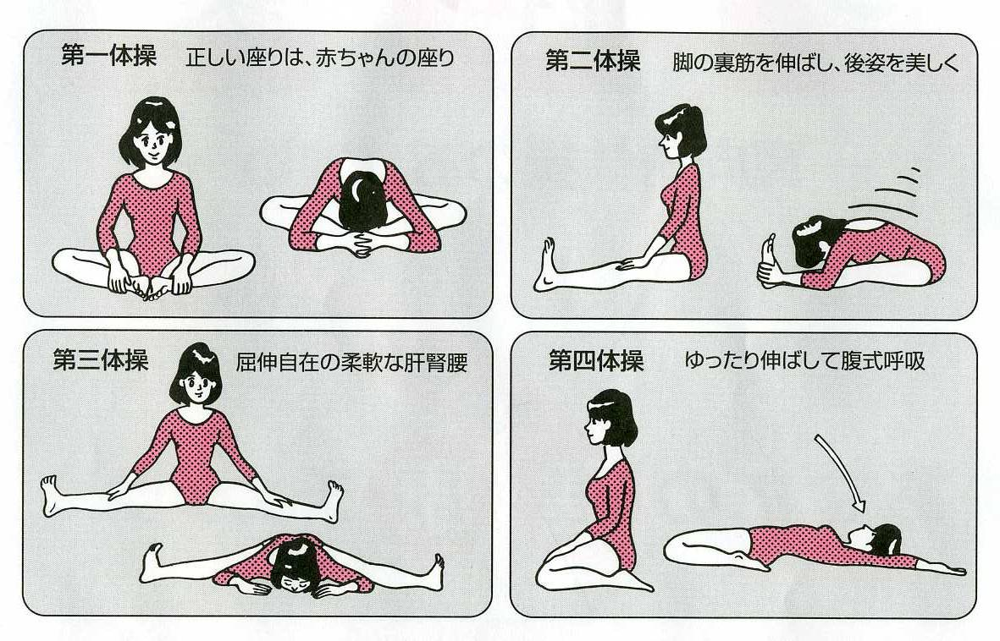 第一体操 正しい座りは、赤ちゃんの座り
第二体操 脚の裏筋を伸ばし、後姿を美しく
第三体操 屈伸自在の柔軟な肝腎腰
第四体操 ゆったり伸ばして腹式呼吸